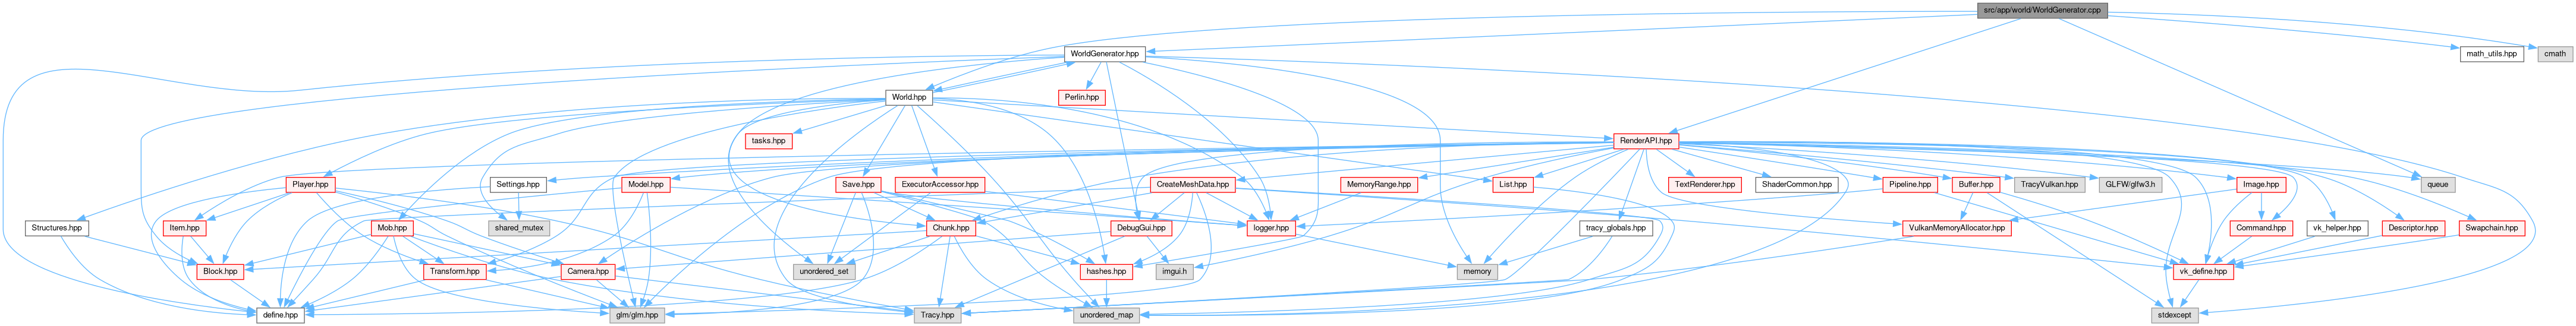 src/app/world/WorldGenerator.cpp
WorldGenerator.hpp
math_utils.hpp
cmath
World.hpp
Perlin.hpp
tasks.hpp
RenderAPI.hpp
Player.hpp
Settings.hpp
Model.hpp
Save.hpp
ExecutorAccessor.hpp
CreateMeshData.hpp
MemoryRange.hpp
List.hpp
TextRenderer.hpp
ShaderCommon.hpp
Pipeline.hpp
Buffer.hpp
TracyVulkan.hpp
GLFW/glfw3.h
Image.hpp
queue
Structures.hpp
Item.hpp
Mob.hpp
shared_mutex
Chunk.hpp
DebugGui.hpp
logger.hpp
tracy_globals.hpp
VulkanMemoryAllocator.hpp
Command.hpp
vk_helper.hpp
Descriptor.hpp
Swapchain.hpp
Block.hpp
Transform.hpp
Camera.hpp
unordered_set
hashes.hpp
imgui.h
memory
vk_define.hpp
define.hpp
glm/glm.hpp
Tracy.hpp
unordered_map
stdexcept